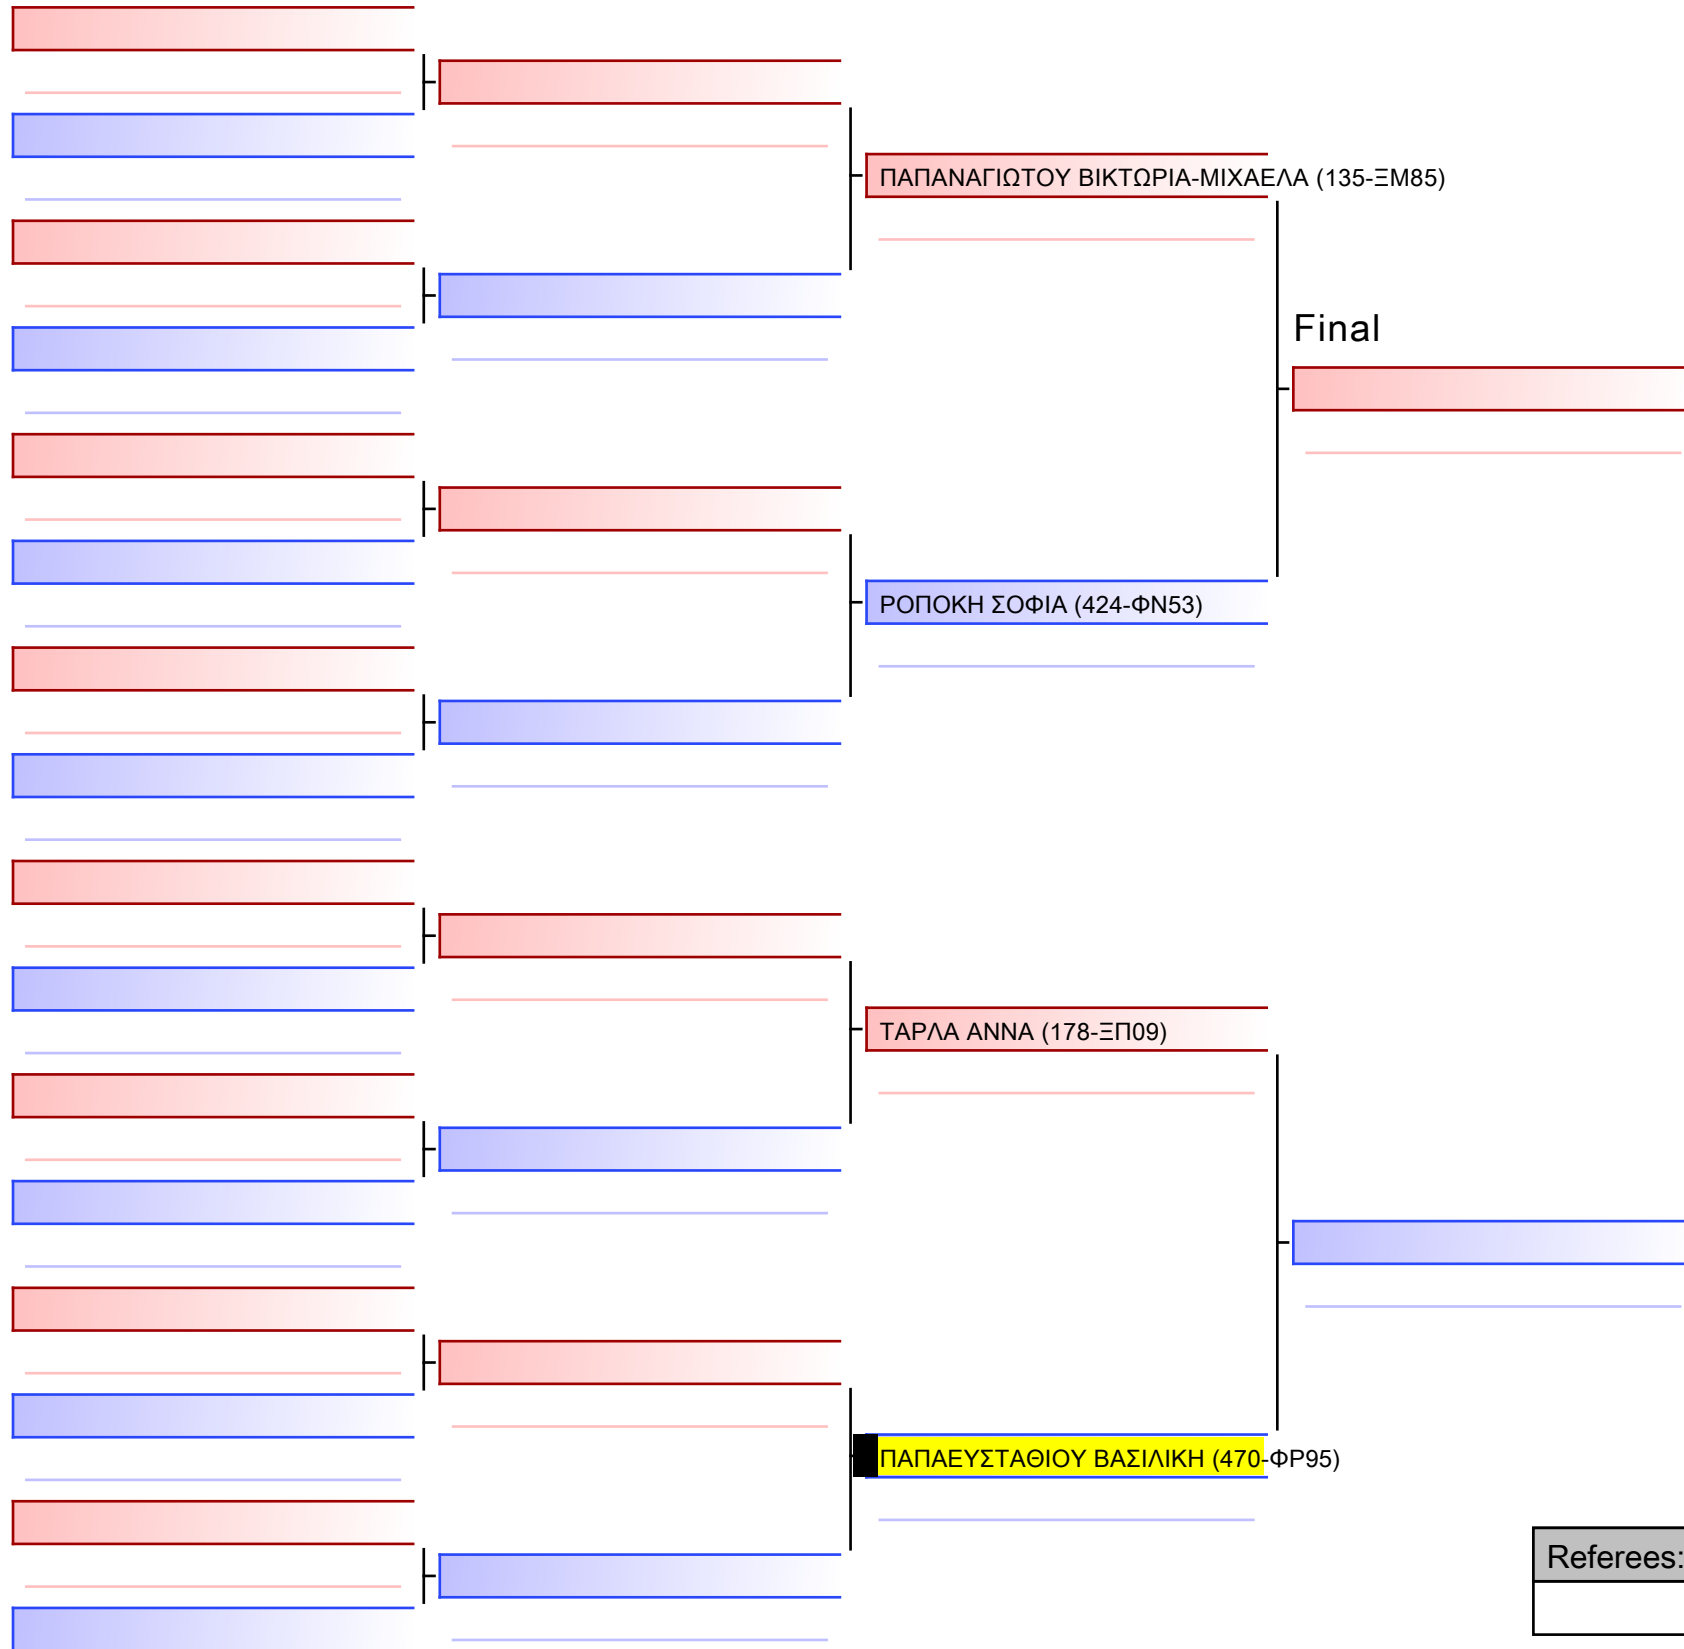 ΠΑΠΑΝΑΓΙΩΤΟΥ ΒΙΚΤΩΡΙΑ-ΜΙΧΑΕΛΑ (135-ΞΜ85)
Final
ΡΟΠΟΚΗ ΣΟΦΙΑ (424-ΦΝ53)
ΤΑΡΛΑ ΑΝΝΑ (178-ΞΠ09)
ΠΑΠΑΕΥΣΤΑΘΙΟΥ ΒΑΣΙΛΙΚΗ (470-ΦΡ95)
Referees: